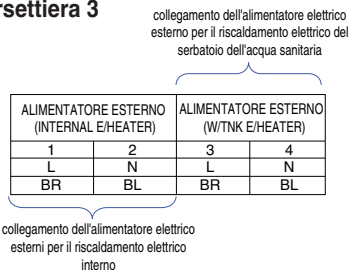 rsettiera 3
collegamento dell'alimentatore elettrico
esterno per il riscaldamento elettrico del
serbatoio dell'acqua sanitaria
ALIMENTATORE ESTERNO
(INTERNAL E/HEATER)
ALIMENTATORE ESTERNO
(W/TNK E/HEATER)
1 2 3 4
L N L N
BR BL BR BL
collegamento dell'alimentatore elettrico
esterni per il riscaldamento elettrico
interno